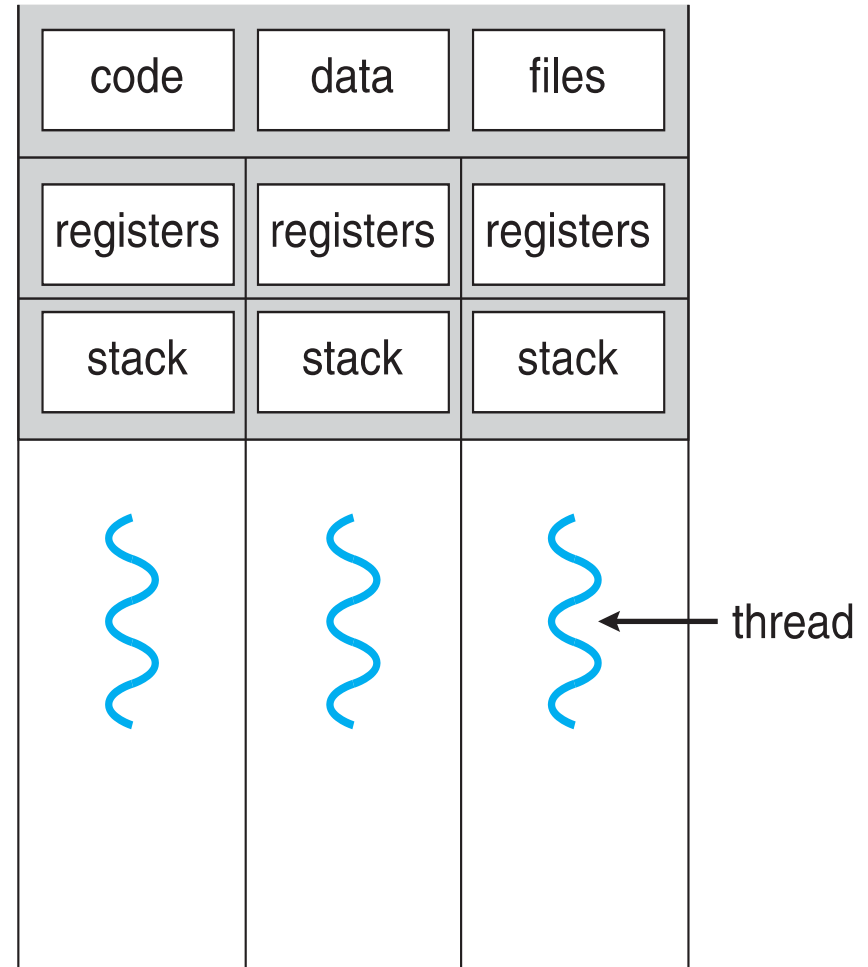 code data files
registers registers registers
stack stack stack
thread